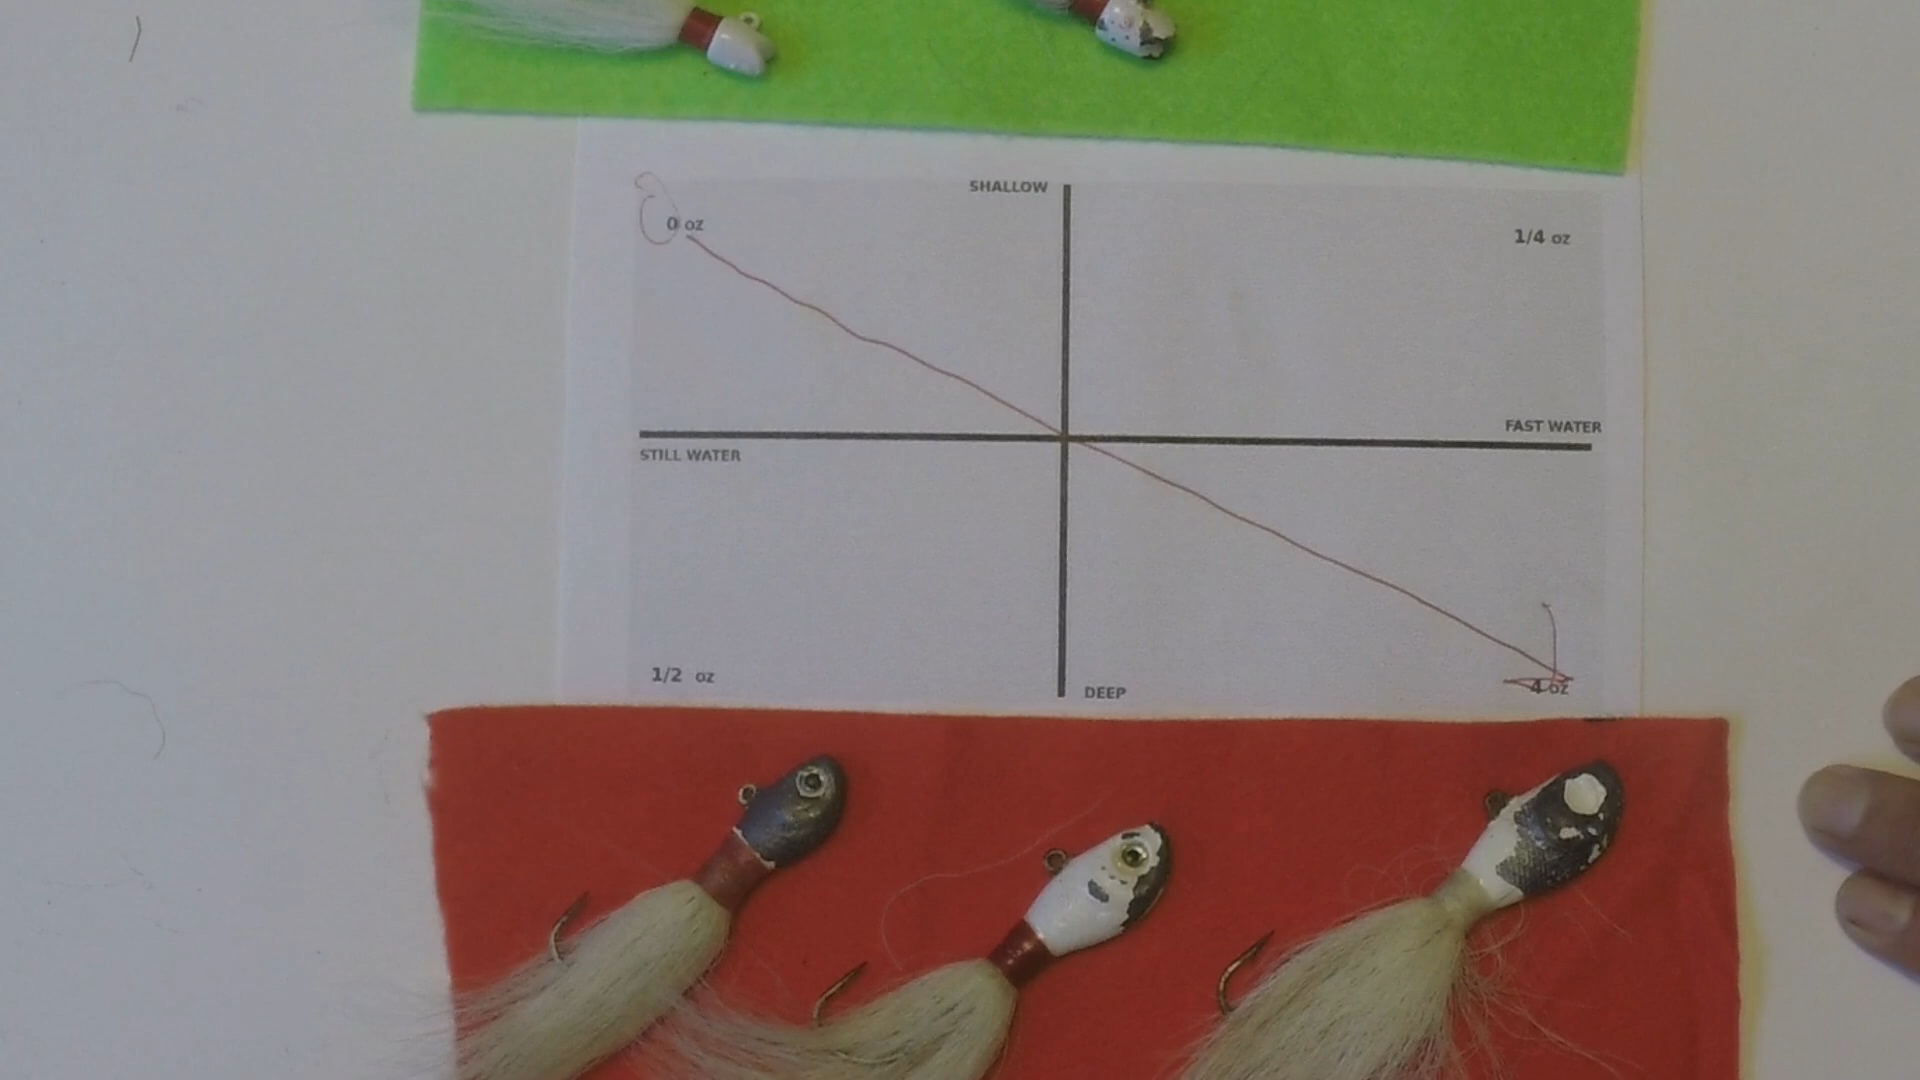 SHALLOW
0 oz
1/4 oz
FAST WATER
STILL WATER
1/2 oz
DEEP
4 oz